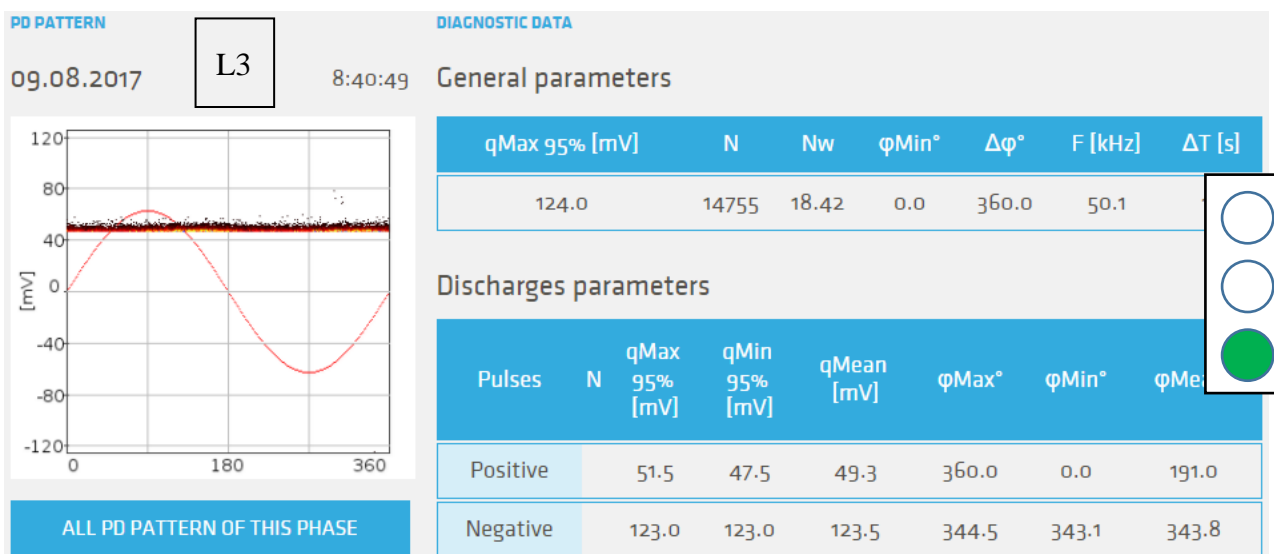 PD PATTERN
09.08.2017
L3
8:40:49
120
80
40
0
-40
-80
-120
[mV]
0 180 360
ALL PD PATTERN OF THIS PHASE
DIAGNOSTIC DATA
General parameters
qMax 95% [mV] N Nw φMin° Δφ° F [kHz] ΔT [s]
124.0 14755 18.42 0.0 360.0 50.1
Discharges parameters
Pulses N qMax 95% [mV] qMin 95% [mV] qMean [mV] φMax° φMin°
Positive 51.5 47.5 49.3 360.0 0.0 191.0
Negative 123.0 123.0 123.5 344.5 343.1 343.8